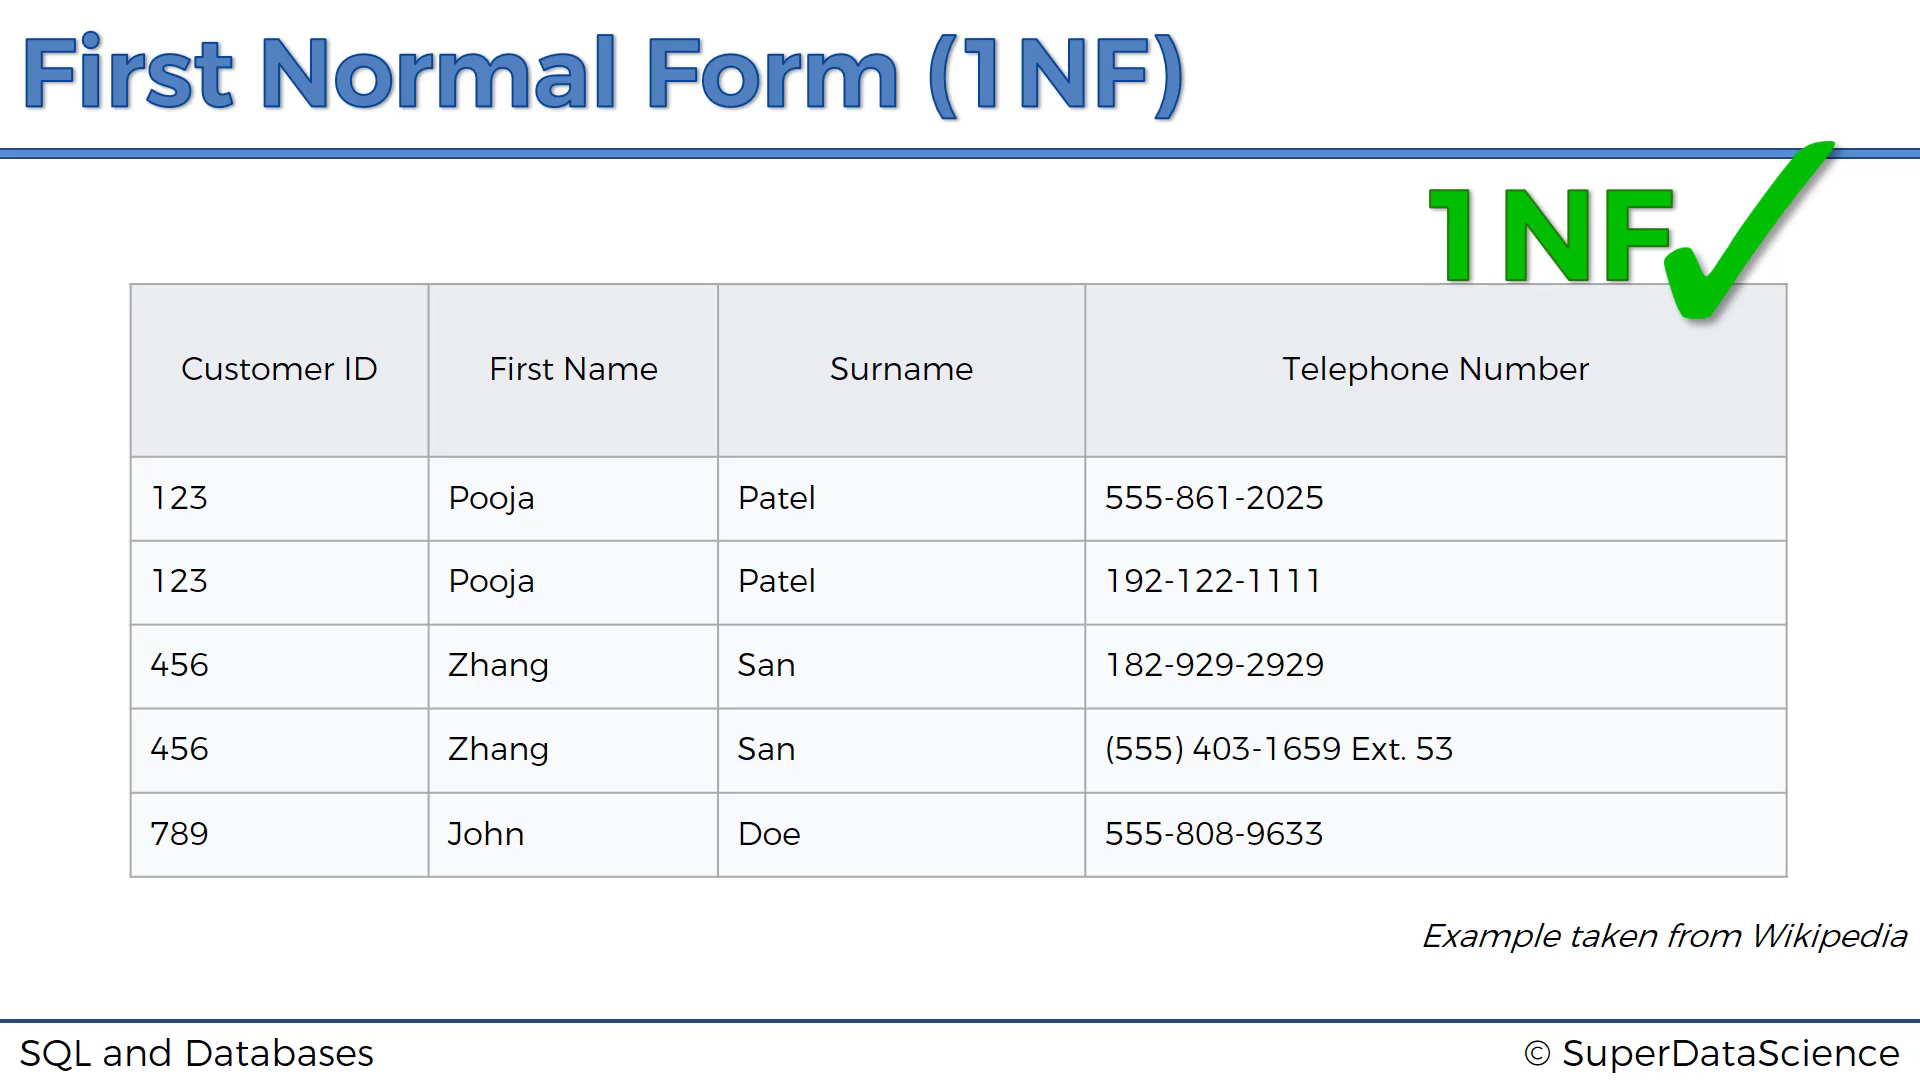 First Normal Form (1NF)
1NF
Customer ID First Name Surname Telephone Number
123 Pooja Patel 555-861-2025
123 Pooja Patel 192-122-1111
456 Zhang San 182-929-2929
456 Zhang San (555) 403-1659 Ext. 53
789 John Doe 555-808-9633
Example taken from Wikipedia
SQL and Databases © SuperDataScience